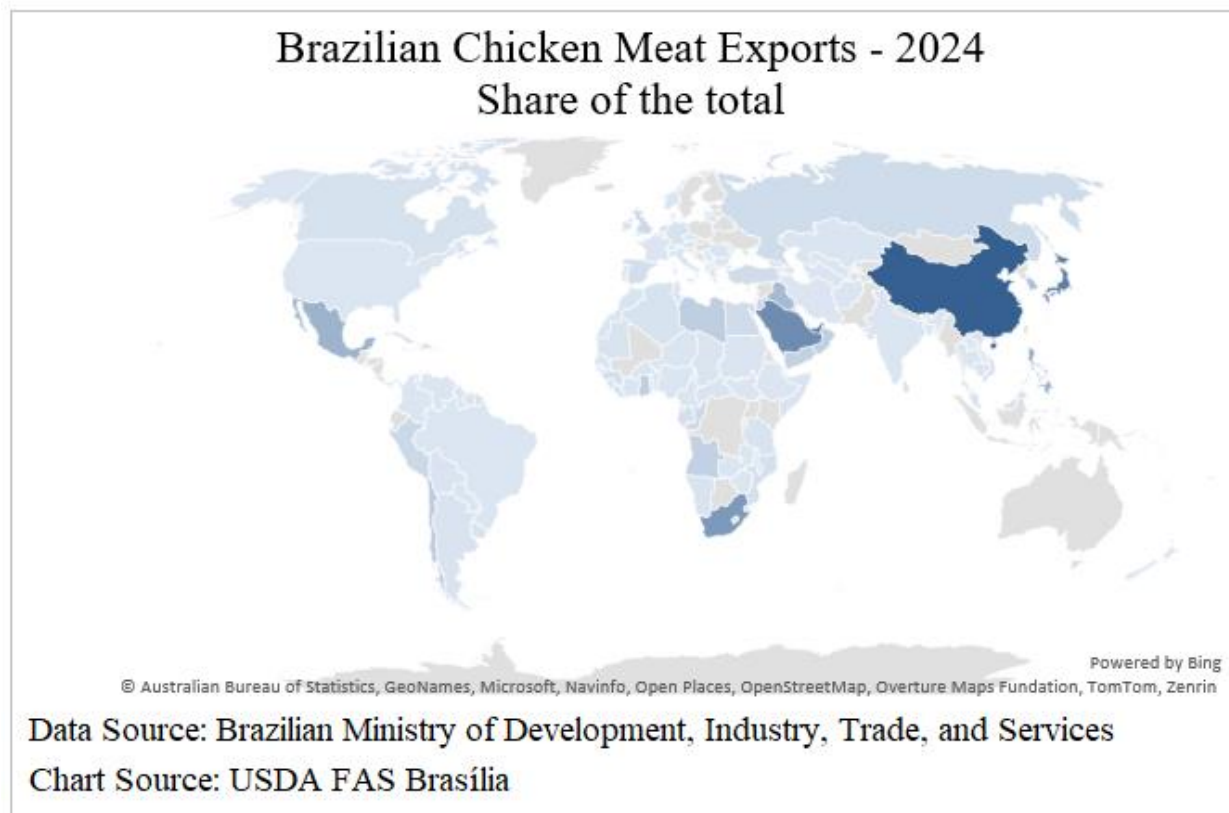 Brazilian Chicken Meat Exports - 2024
Share of the total
Powered by Bing
© Australian Bureau of Statistics, GeoNames, Microsoft, Navinfo, Open Places, OpenStreetMap, Overture Maps Fundation, TomTom, Zenrin
Data Source: Brazilian Ministry of Development, Industry, Trade, and Services
Chart Source: USDA FAS Brasília